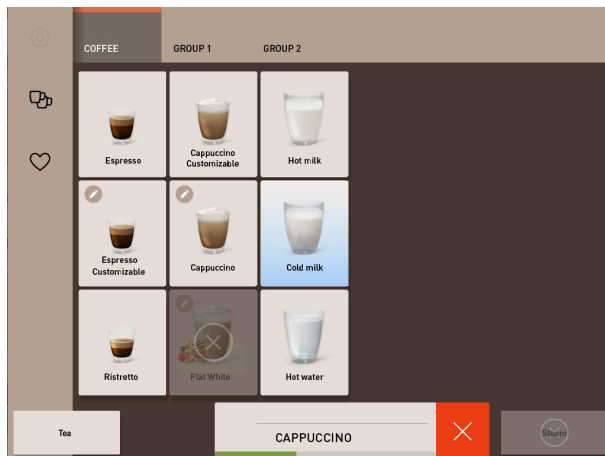 COFFEE GROUP 1 GROUP 2
Espresso
Cappuccino
Customizable
Hot milk
Espresso
Customizable
Cappuccino
Cold milk
Ristretto
Flat White
Hot water
Tea
CAPPUCCINO
Steam